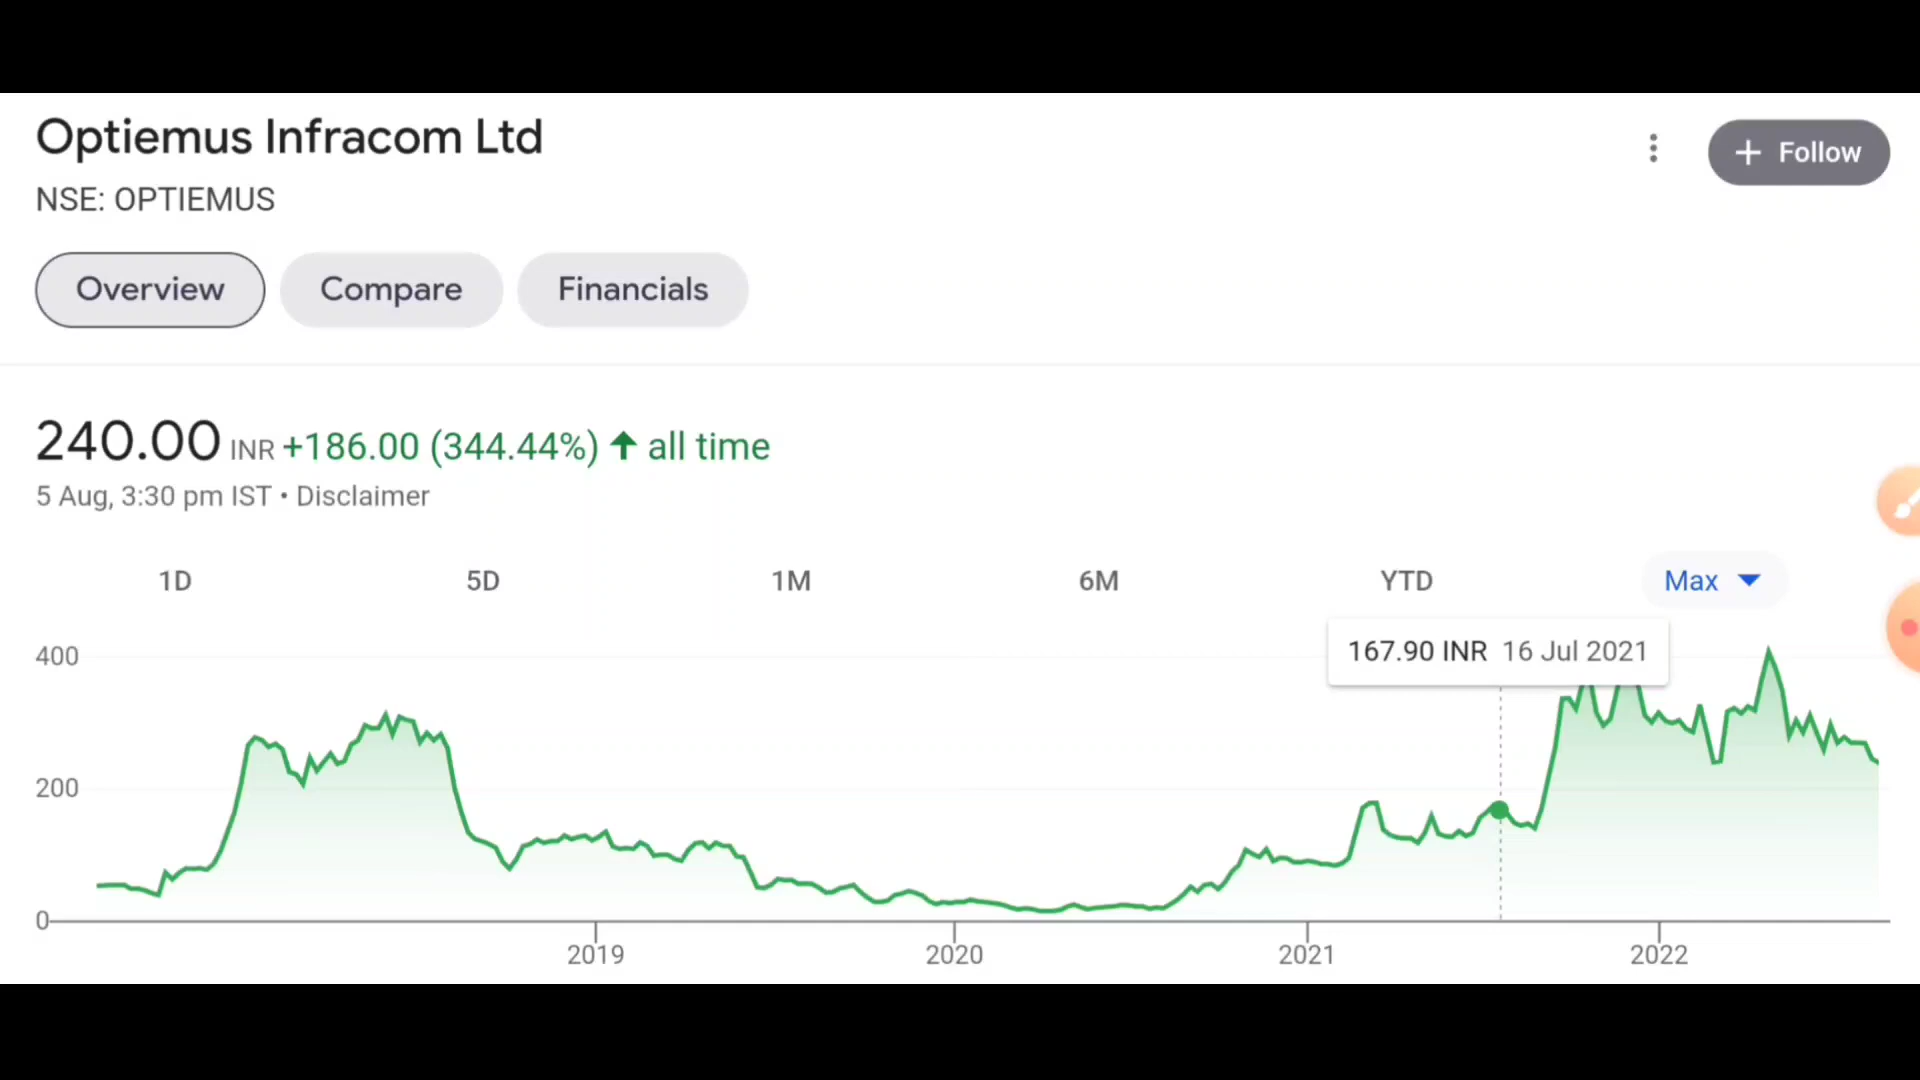 Optiemus Infracom Ltd
+ Follow
NSE: OPTIEMUS
Overview Compare Financials
240.00 INR +186.00 (344.44%) ↑ all time
5 Aug, 3:30 pm IST • Disclaimer
1D 5D 1M 6M YTD Max
167.90 INR 16 Jul 2021
400
200
0
2019 2020 2021 2022